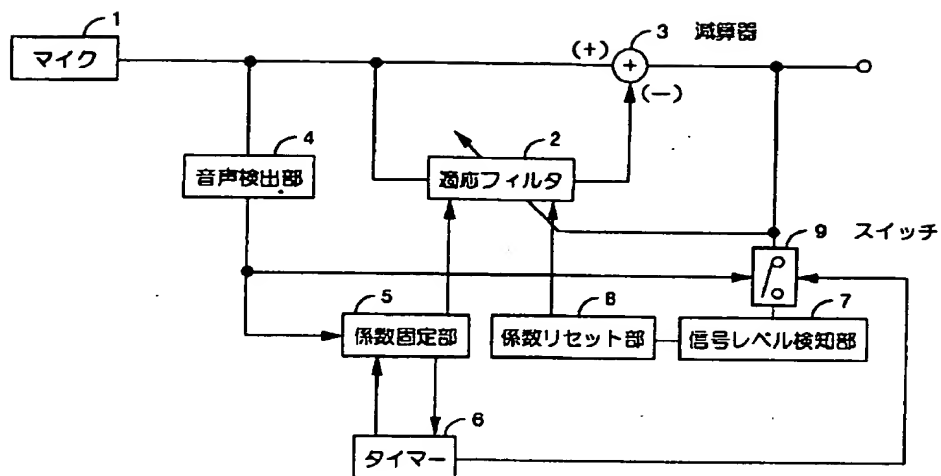 1
マイク
(+)
3 減算器
+
(—)
4
音声検出部
2
適応フィルタ
9 スイッチ
5
係数固定部
8
係数リセット部
7
信号レベル検知部
6
タイマー